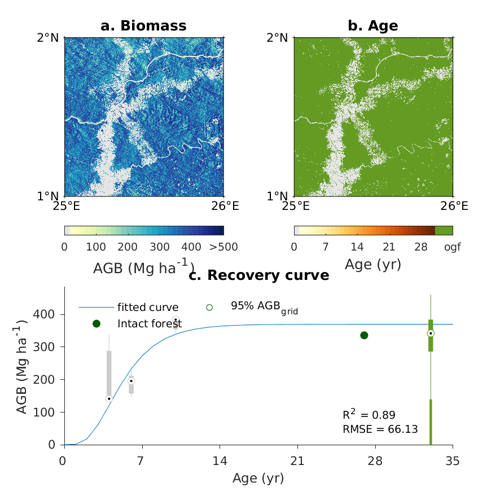 a. Biomass
b. Age
2°N
1°N
25°E
26°E
2°N
1°N
25°E
26°E
0 100 200 300 400 >500
AGB (Mg ha⁻¹)
0 7 14 21 28 ogf
Age (yr)
c. Recovery curve
fitted curve
95% AGB_grid
Intact forest
400
300
200
100
0
AGB (Mg ha⁻¹)
R² = 0.89
RMSE = 66.13
0 7 14 21 28 35
Age (yr)